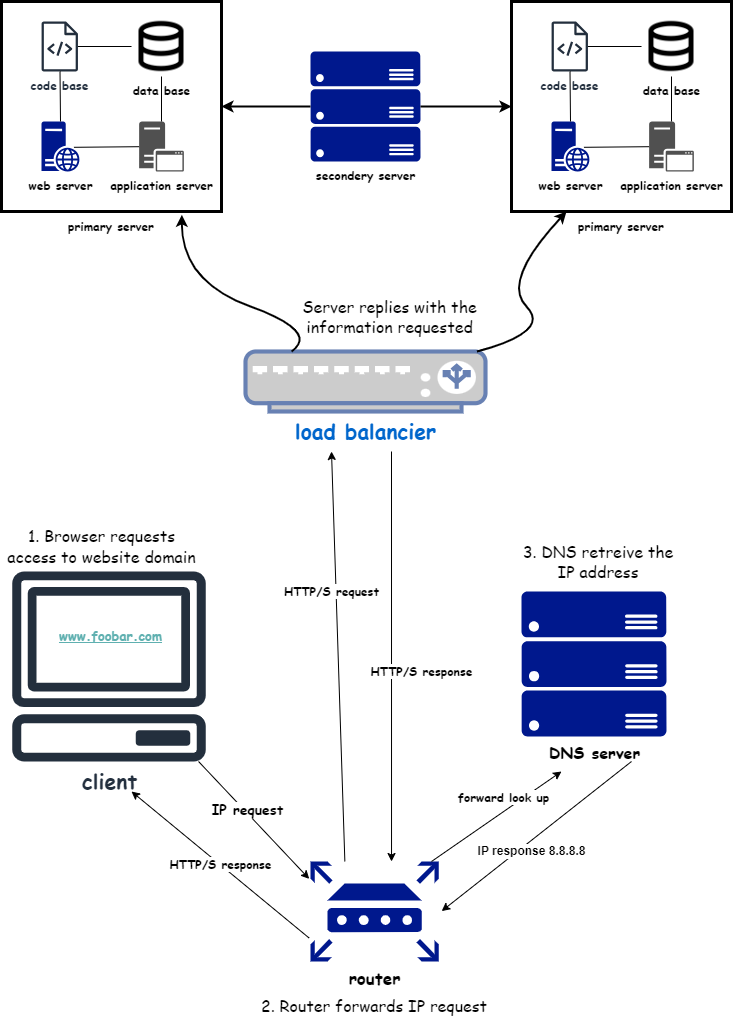 code base
data base
web server
application server
primary server
secondery server
code base
data base
web server
application server
primary server
Server replies with the
information requested
load balancier
1. Browser requests
access to website domain
www.foobar.com
client
HTTP/S request
HTTP/S response
3. DNS retreive the
IP address
DNS server
IP request
HTTP/S response
forward look up
IP response 8.8.8.8
router
2. Router forwards IP request